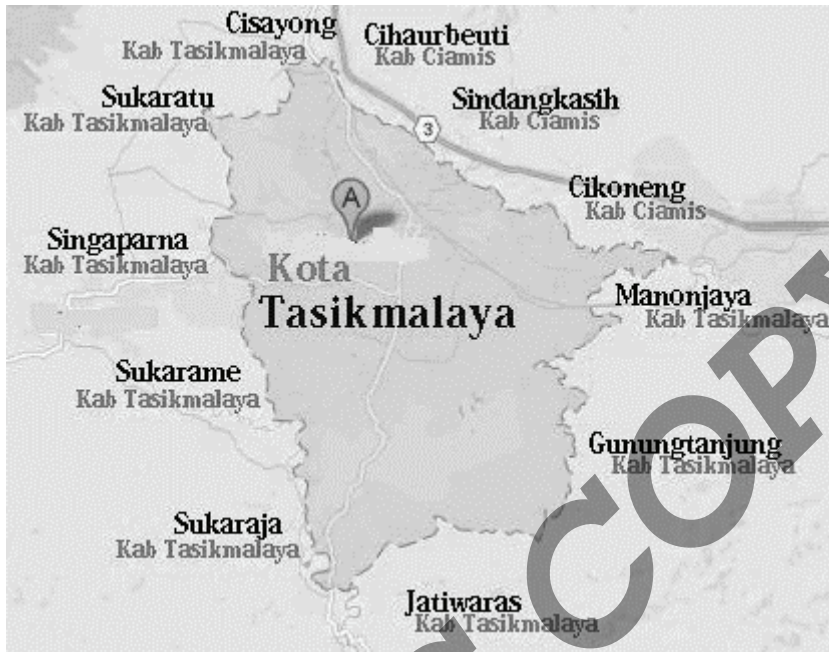 Cisayong
Kab Tasikmalaya
Cihaurbeuti
Kab Ciamis
Sukaratu
Kab Tasikmalaya
Sindangkasih
Kab Ciamis
3
Cikoneng
Kab Ciamis
A
Singaparna
Kab Tasikmalaya
Kota
Tasikmalaya
Manonjaya
Kab Tasikmalaya
Sukarame
Kab Tasikmalaya
Gunungtanjung
Kab Tasikmalaya
Sukaraja
Kab Tasikmalaya
Jatiwaras
Kab Tasikmalaya
COPY